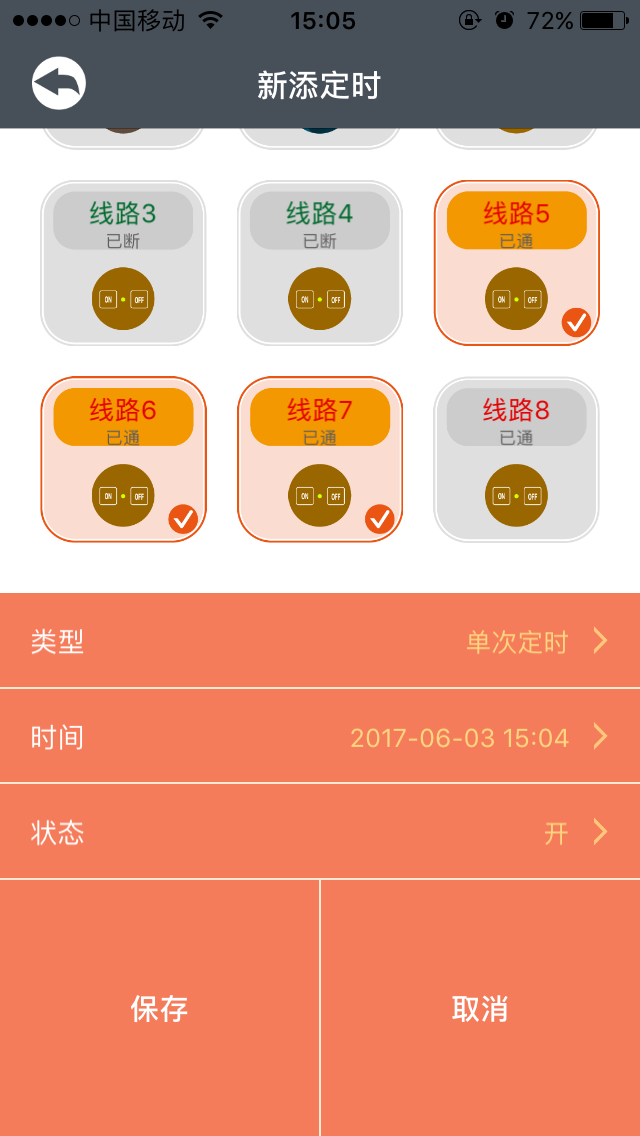 中国移动 15:05 72%
新添定时
线路3 线路4 线路5
已断 已断 已通
ON OFF ON OFF ON OFF
线路6 线路7 线路8
已通 已通 已通
ON OFF ON OFF ON OFF
类型 单次定时
时间 2017-06-03 15:04
状态 开
保存 取消